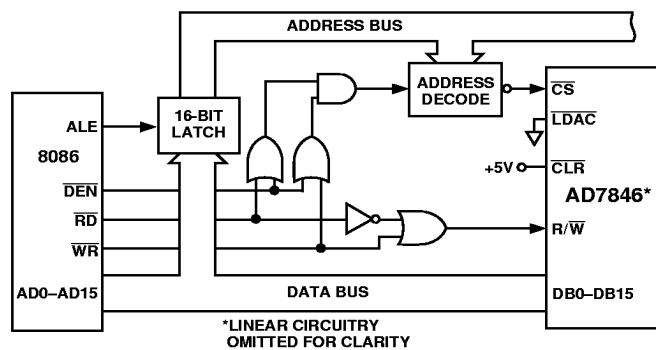 ADDRESS BUS
ALE
16-BIT
LATCH
ADDRESS
DECODE
CS
LDAC
8086
+5V
CLR
DEN
AD7846*
RD
R/W
WR
AD0–AD15
DATA BUS
DB0–DB15
*LINEAR CIRCUITRY
OMITTED FOR CLARITY